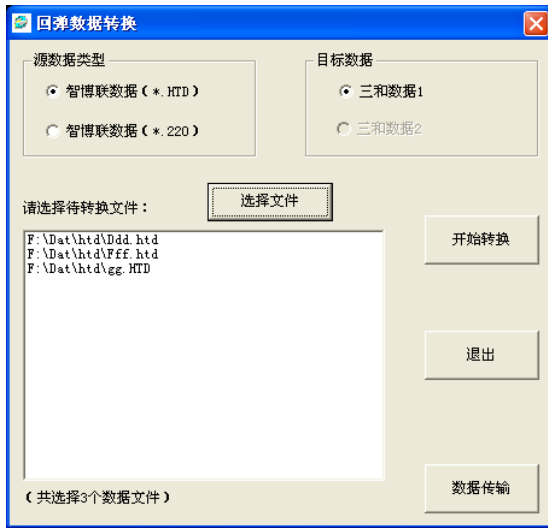 回弹数据转换
源数据类型
智博联数据(*.HTD)
智博联数据(*.220)
目标数据
三和数据1
三和数据2
请选择待转换文件:
选择文件
F:\Dat\htd\Ddd.htd
F:\Dat\htd\Fff.htd
F:\Dat\htd\gg.HTD
(共选择3个数据文件)
开始转换
退出
数据传输